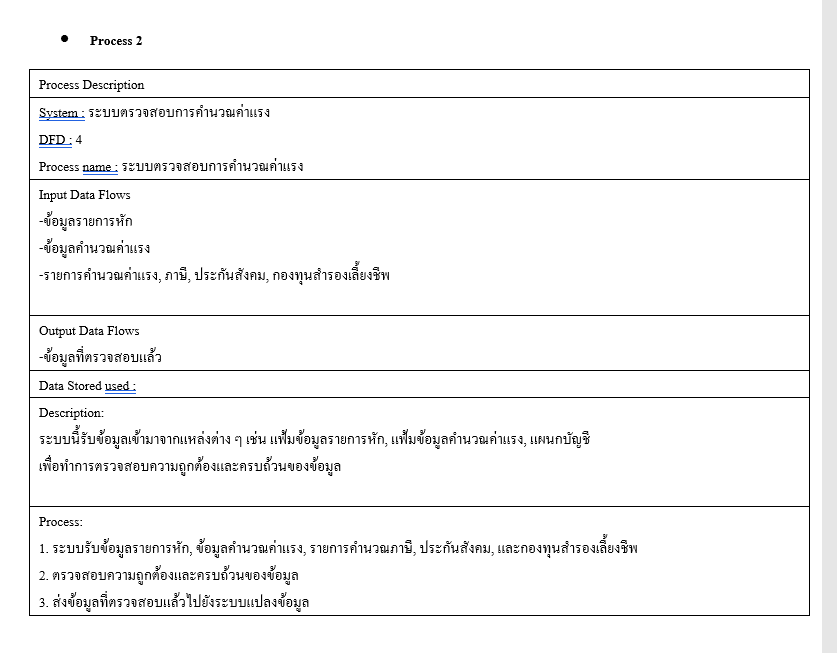 Process 2
Process Description
System : ระบบตรวจสอบการคำนวณค่าแรง
DFD : 4
Process name : ระบบตรวจสอบการคำนวณค่าแรง
Input Data Flows
-ข้อมูลรายการหัก
-ข้อมูลคำนวณค่าแรง
-รายการคำนวณค่าแรง, ภาษี, ประกันสังคม, กองทุนสำรองเลี้ยงชีพ
Output Data Flows
-ข้อมูลที่ตรวจสอบแล้ว
Data Stored used :
Description:
ระบบนี้รับข้อมูลเข้ามาจากแหล่งต่าง ๆ เช่น แฟ้มข้อมูลรายการหัก, แฟ้มข้อมูลคำนวณค่าแรง, แผนกบัญชี
เพื่อทำการตรวจสอบความถูกต้องและครบถ้วนของข้อมูล
Process:
1. ระบบรับข้อมูลรายการหัก, ข้อมูลคำนวณค่าแรง, รายการคำนวณภาษี, ประกันสังคม, และกองทุนสำรองเลี้ยงชีพ
2. ตรวจสอบความถูกต้องและครบถ้วนของข้อมูล
3. ส่งข้อมูลที่ตรวจสอบแล้วไปยังระบบแปลงข้อมูล